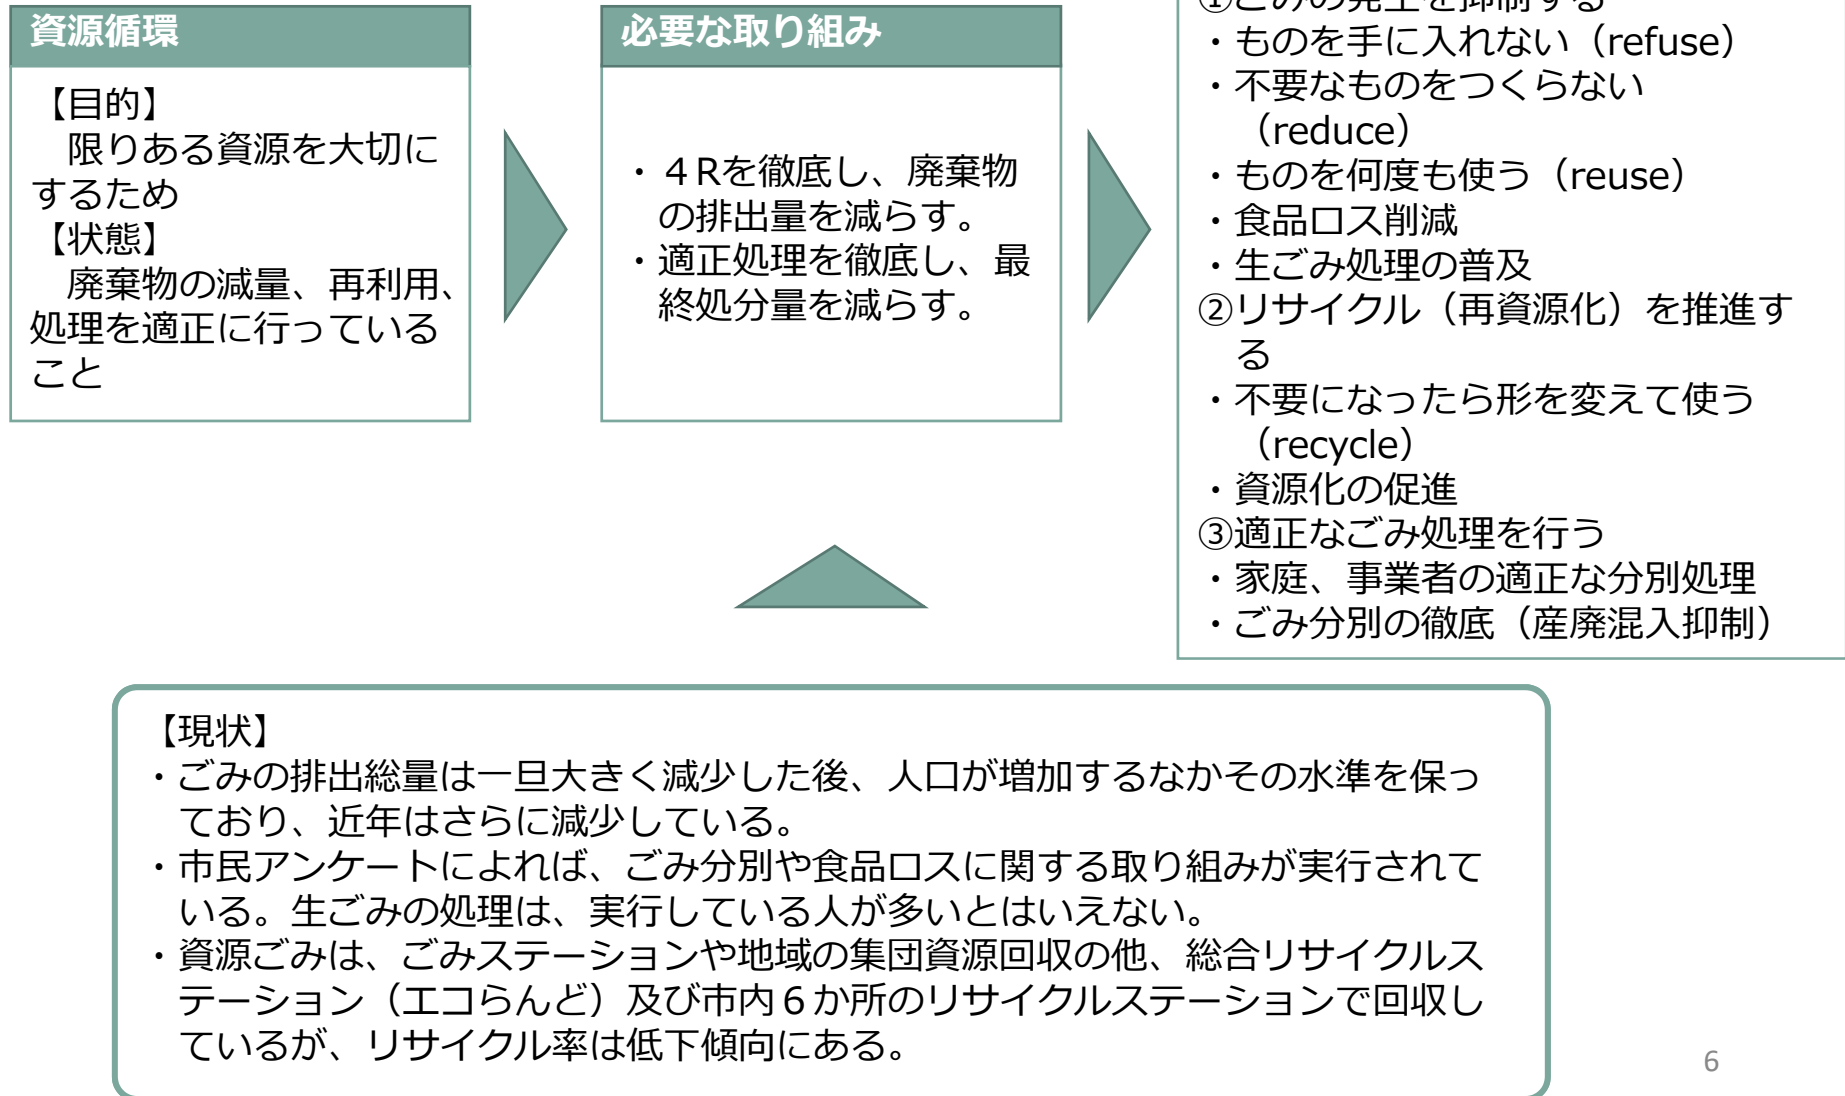 資源循環
【目的】
　限りある資源を大切に
するため
【状態】
　廃棄物の減量、再利用、
処理を適正に行っている
こと
必要な取り組み
・４Rを徹底し、廃棄物
の排出量を減らす。
・適正処理を徹底し、最
終処分量を減らす。
①ごみの発生を抑制する
・ものを手に入れない（refuse）
・不要なものをつくらない
（reduce）
・ものを何度も使う（reuse）
・食品ロス削減
・生ごみ処理の普及
②リサイクル（再資源化）を推進す
る
・不要になったら形を変えて使う
（recycle）
・資源化の促進
③適正なごみ処理を行う
・家庭、事業者の適正な分別処理
・ごみ分別の徹底（産廃混入抑制）
【現状】
・ごみの排出総量は一旦大きく減少した後、人口が増加するなかその水準を保っ
ており、近年はさらに減少している。
・市民アンケートによれば、ごみ分別や食品ロスに関する取り組みが実行されて
いる。生ごみの処理は、実行している人が多いとはいえない。
・資源ごみは、ごみステーションや地域の集団資源回収の他、総合リサイクルス
テーション（エコらんど）及び市内６か所のリサイクルステーションで回収し
ているが、リサイクル率は低下傾向にある。
6